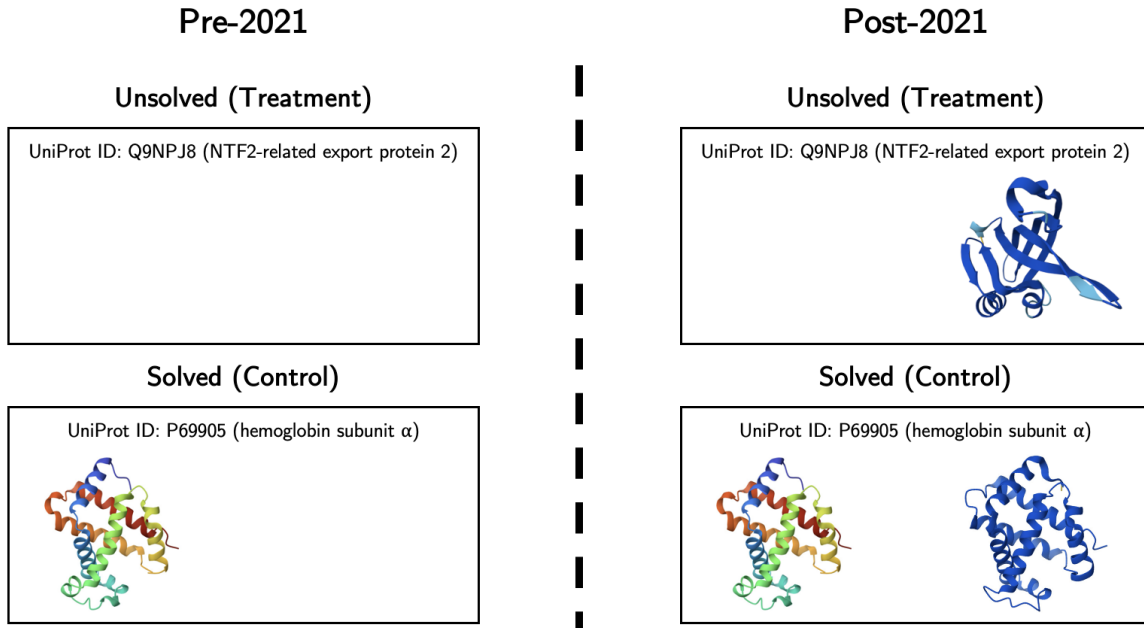 Pre-2021
Post-2021
Unsolved (Treatment)
Unsolved (Treatment)
UniProt ID: Q9NPJ8 (NTF2-related export protein 2)
UniProt ID: Q9NPJ8 (NTF2-related export protein 2)
Solved (Control)
Solved (Control)
UniProt ID: P69905 (hemoglobin subunit α)
UniProt ID: P69905 (hemoglobin subunit α)